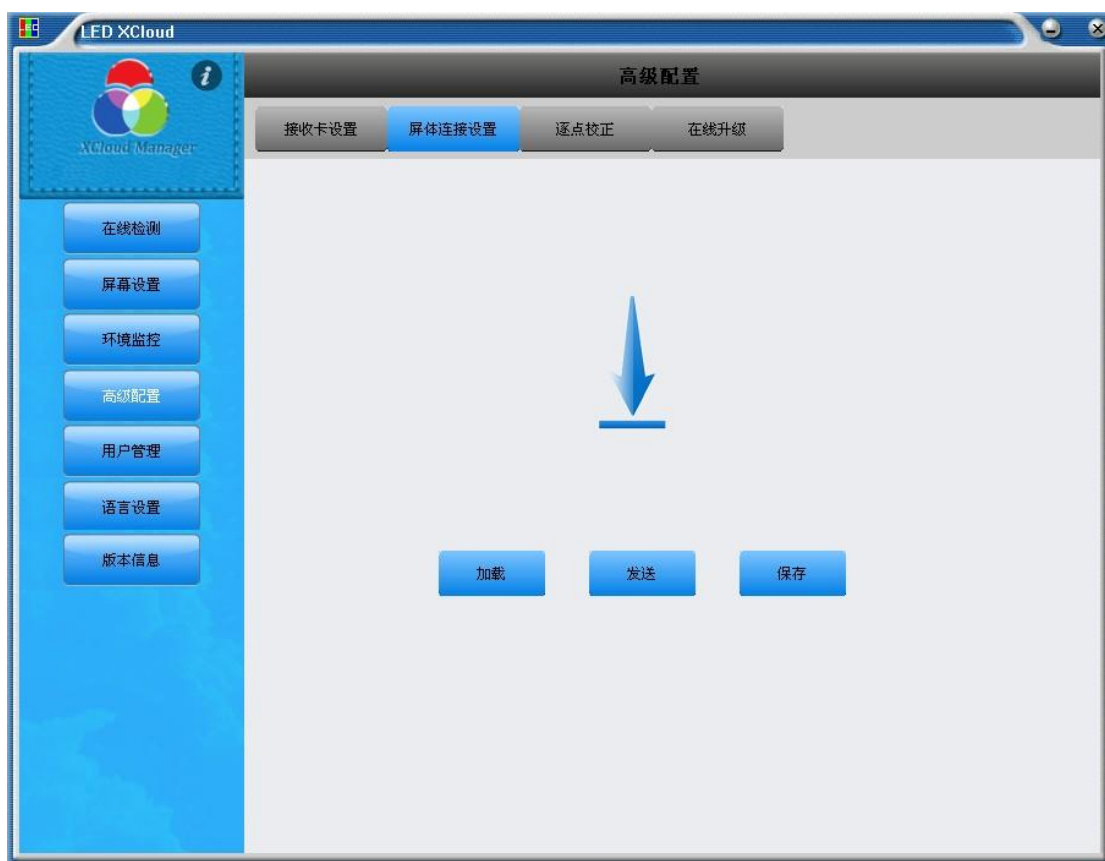 LED XCloud
i
XCloud Manager
高级配置
接收卡设置 屏体连接设置 逐点校正 在线升级
在线检测
屏幕设置
环境监控
高级配置
用户管理
语言设置
版本信息
加载 发送 保存